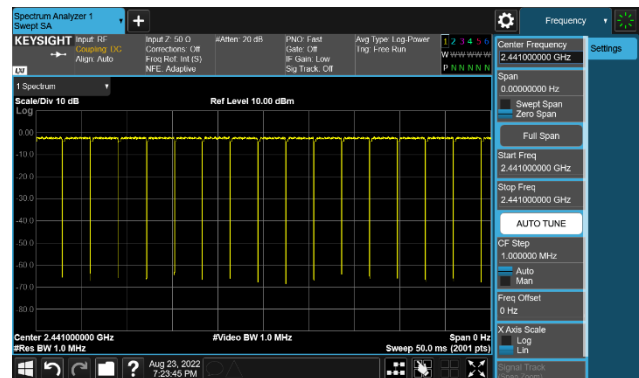 Spectrum Analyzer 1
Swept SA
+
Frequency
KEYSIGHT Input: RF
Coupling: DC
Align: Auto
LXI
Input Z: 50 Ω
Corrections: Off
Freq Ref: Int (S)
NFE: Adaptive
#Atten: 20 dB
PNO: Fast
Gate: Off
IF Gain: Low
Sig Track: Off
Avg Type: Log-Power
Trig: Free Run
1 2 3 4 5 6
W W W W W W
P N N N N N
1 Spectrum
Scale/Div 10 dB
Ref Level 10.00 dBm
Log
0.00
-10.0
-20.0
-30.0
-40.0
-50.0
-60.0
-70.0
-80.0
Center 2.441000000 GHz
#Video BW 1.0 MHz
Span 0 Hz
#Res BW 1.0 MHz
Sweep 50.0 ms (2001 pts)
?
Aug 23, 2022
7:23:45 PM
Center Frequency
2.441000000 GHz
Settings
Span
0.00000000 Hz
Swept Span
Zero Span
Full Span
Start Freq
2.441000000 GHz
Stop Freq
2.441000000 GHz
AUTO TUNE
CF Step
1.000000 MHz
Auto
Man
Freq Offset
0 Hz
X Axis Scale
Log
Lin
Signal Track
(Span Zoom)